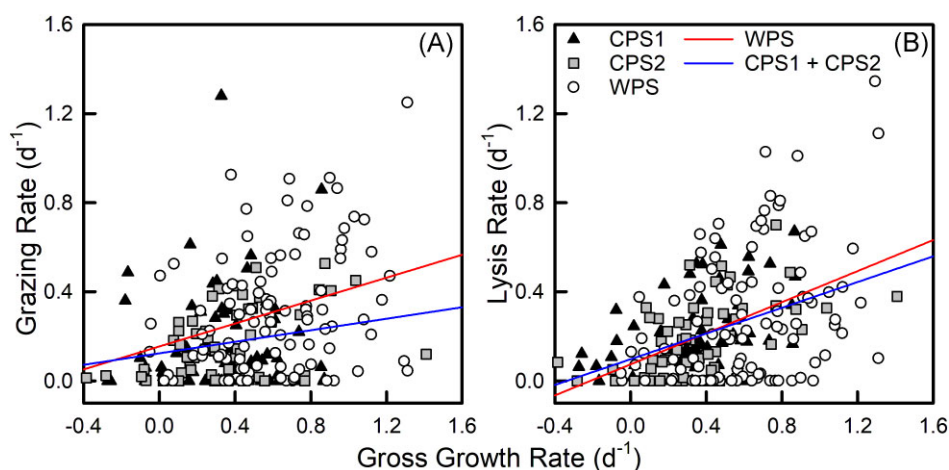 (A)
Grazing Rate (d⁻¹)
1.6
1.2
0.8
0.4
0.0
-0.4 0.0 0.4 0.8 1.2 1.6
(B)
CPS1 WPS
CPS2 CPS1 + CPS2
WPS
Lysis Rate (d⁻¹)
1.6
1.2
0.8
0.4
0.0
-0.4 0.0 0.4 0.8 1.2 1.6
Gross Growth Rate (d⁻¹)